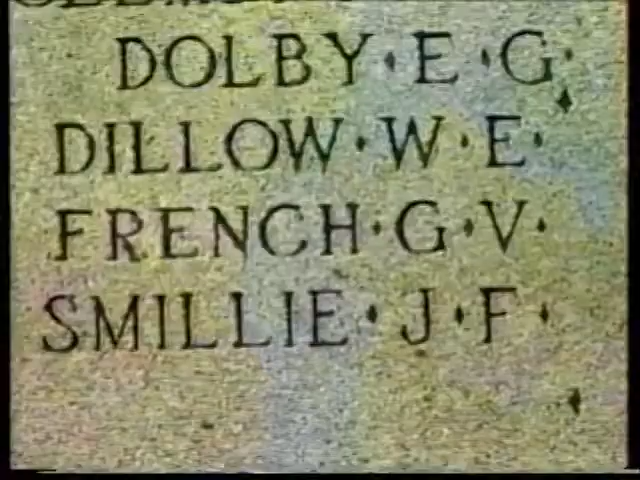 DOLBY · E · G ·
DILLOW · W · E ·
FRENCH · G · V ·
SMILLIE · J · F ·